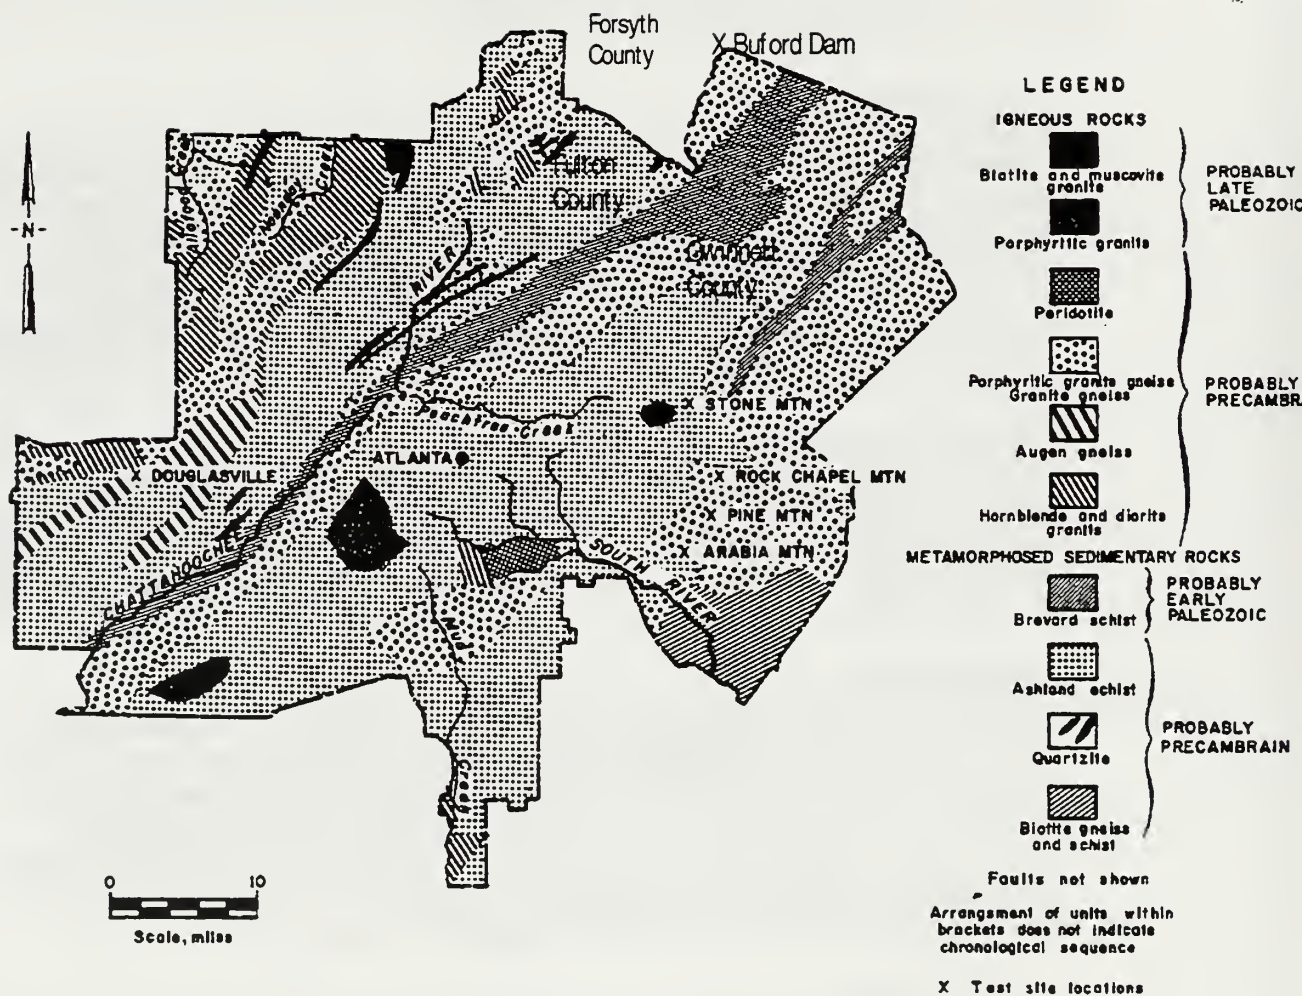 Forsyth
County
X Buford Dam
-N-
Fulton
County
RIVER
Gwinnett
County
X STONE MTN
Peachtree Creek
ATLANTA
X DOUGLASVILLE
X ROCK CHAPEL MTN
X PINE MTN
X ARABIA MTN
SOUTH RIVER
CHATTAHOOCHEE
Mud
Creek
0 10
Scale, miles
LEGEND
IGNEOUS ROCKS
Biotite and muscovite
granite
Porphyritic granite
PROBABLY
LATE
PALEOZOIC
Peridotite
Porphyritic granite gneiss
Granite gneiss
Augen gneiss
Hornblende and diorite
granite
PROBABLY
PRECAMBR
METAMORPHOSED SEDIMENTARY ROCKS
Brevard schist
PROBABLY
EARLY
PALEOZOIC
Ashland schist
Quartzite
Biotite gneiss
and schist
PROBABLY
PRECAMBRAIN
Faults not shown
Arrangement of units within
brackets does not indicate
chronological sequence
X Test site locations